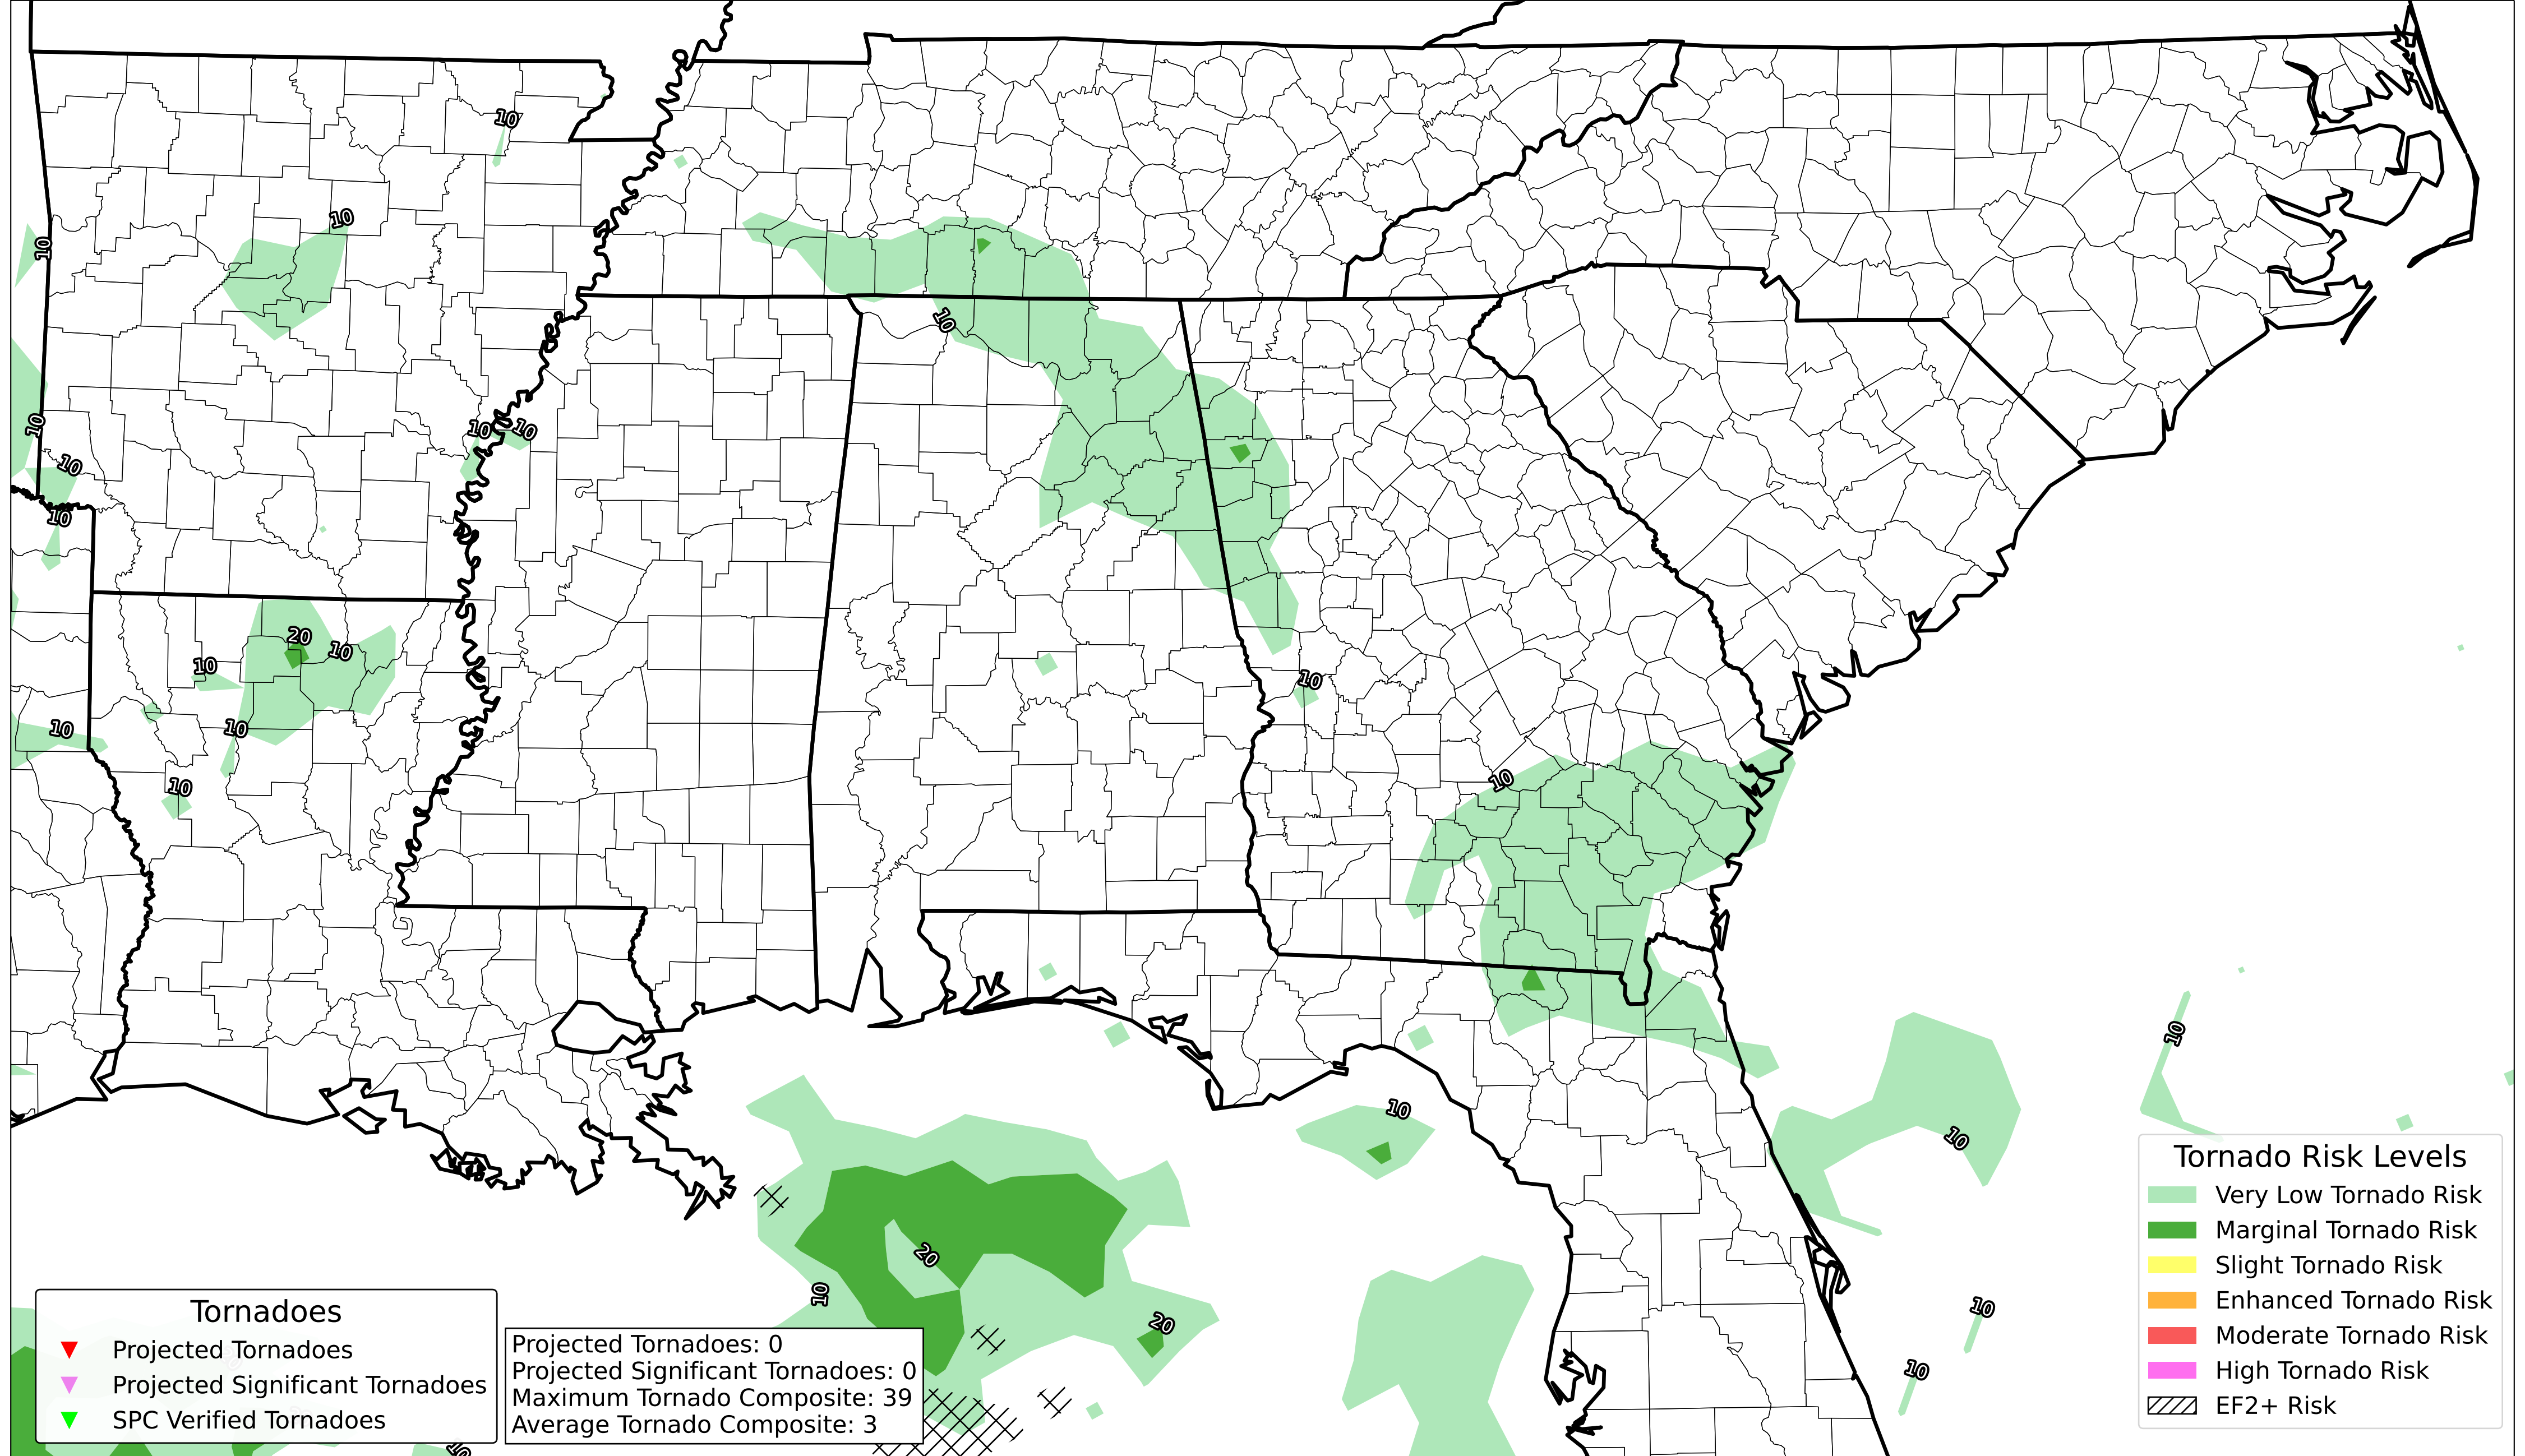 10
10
10
10
10
10
10
10
10
10
20
10
10
10
10
10
10
10
10
10
10
10
20
10
10
20
10
10
Tornado Risk Levels
Very Low Tornado Risk
Marginal Tornado Risk
Slight Tornado Risk
Enhanced Tornado Risk
Moderate Tornado Risk
High Tornado Risk
EF2+ Risk
Tornadoes
Projected Tornadoes
Projected Significant Tornadoes
SPC Verified Tornadoes
Projected Tornadoes: 0
Projected Significant Tornadoes: 0
Maximum Tornado Composite: 39
Average Tornado Composite: 3